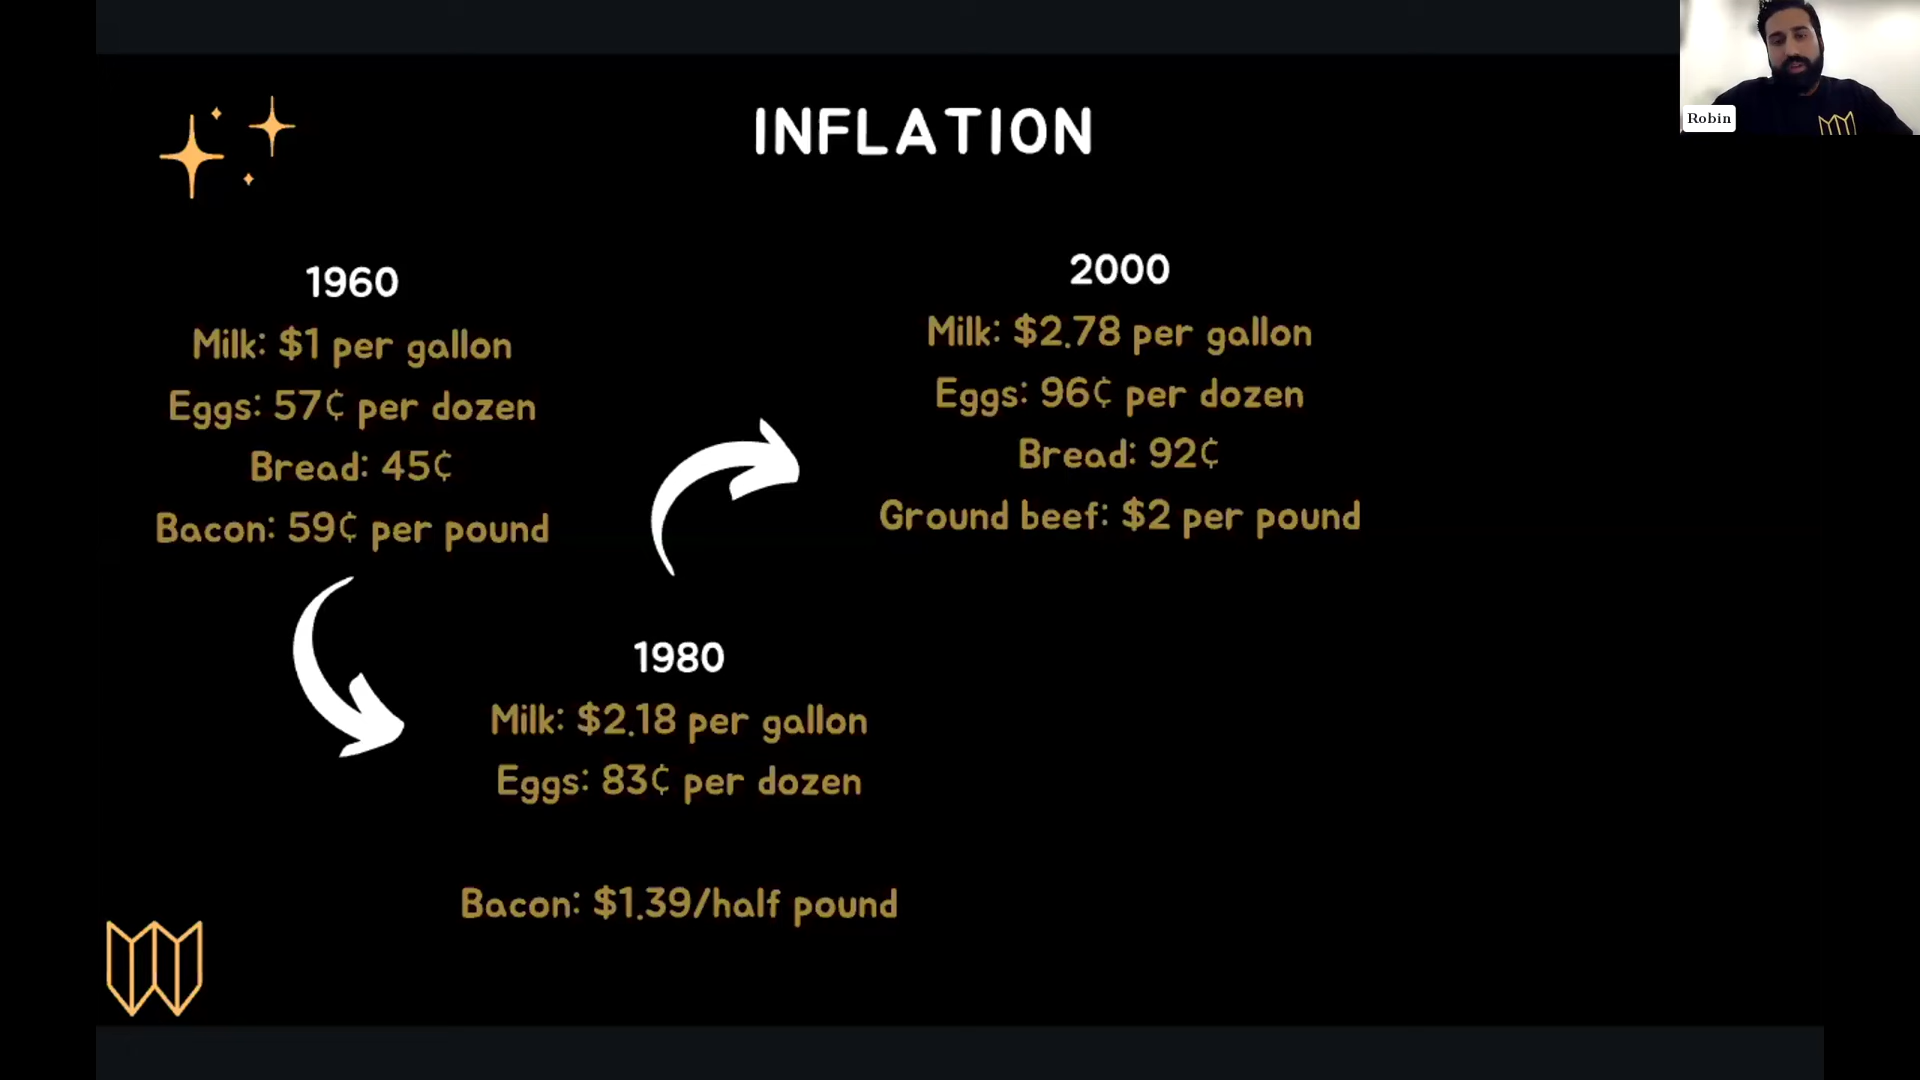 INFLATION
Robin
1960
Milk: $1 per gallon
Eggs: 57¢ per dozen
Bread: 45¢
Bacon: 59¢ per pound
2000
Milk: $2.78 per gallon
Eggs: 96¢ per dozen
Bread: 92¢
Ground beef: $2 per pound
1980
Milk: $2.18 per gallon
Eggs: 83¢ per dozen
Bacon: $1.39/half pound